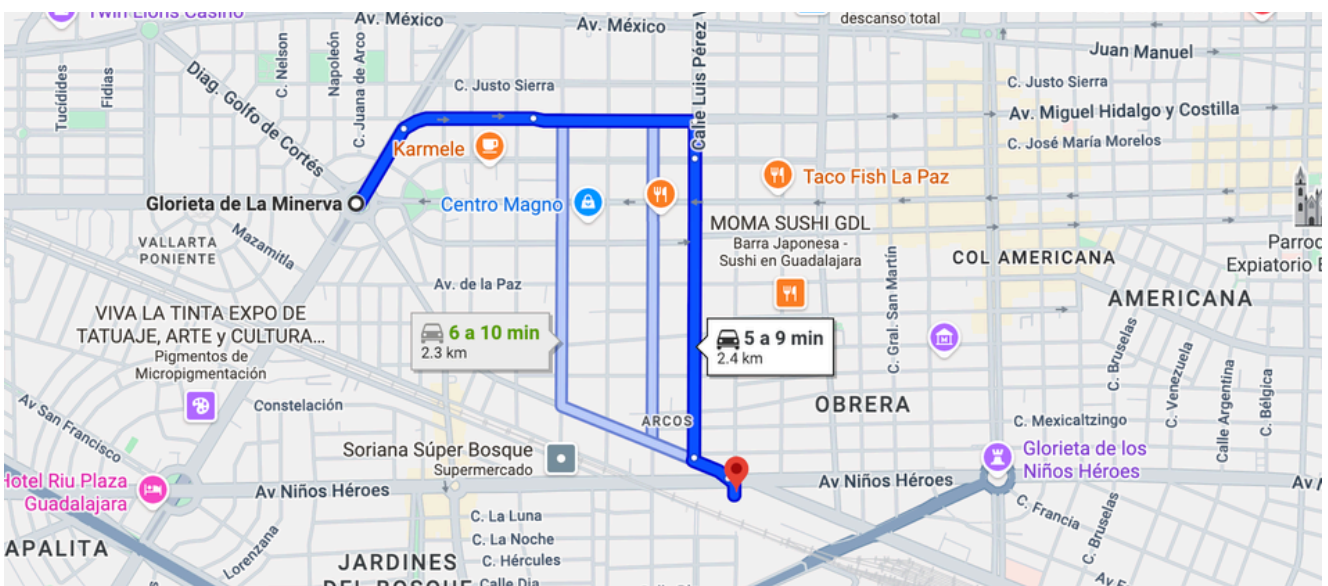 Twin Lions Casino
Av. México
Av. México
descanso total
Av. México
Juan Manuel
Tucídides
Fidias
Diag. Golfo de Cortés
C. Nelson
Napoleón
C. Juana de Arco
C. Justo Sierra
Calle Luis Pérez V
C. Justo Sierra
Av. Miguel Hidalgo y Costilla
C. José María Morelos
Karmele
Taco Fish La Paz
Glorieta de La Minerva
Centro Magno
MOMA SUSHI GDL
Barra Japonesa -
Sushi en Guadalajara
VALLARTA
PONIENTE
Mazamitla
Av. de la Paz
C. Gral. San Martín
COL AMERICANA
Parroq
Expiatorio E
AMERICANA
VIVA LA TINTA EXPO DE
TATUAJE, ARTE y CULTURA...
Pigmentos de
Micropigmentación
6 a 10 min
2.3 km
5 a 9 min
2.4 km
C. Bruselas
C. Venezuela
Calle Argentina
C. Bélgica
Av San Francisco
Constelación
ARCOS
OBRERA
C. Mexicaltzingo
Soriana Súper Bosque
Supermercado
Glorieta de los
Niños Héroes
Hotel Riu Plaza
Guadalajara
Av Niños Héroes
Av Niños Héroes
Av N
APALITA
Lorenzana
C. La Luna
C. La Noche
C. Hércules
Calle Dia
JARDINES
DEL BOSQUE
C. Francia
C. Bruselas